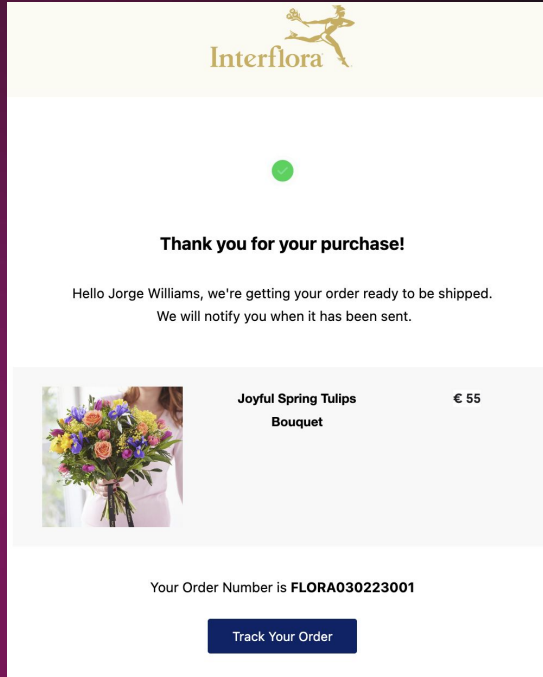 Interflora
Thank you for your purchase!
Hello Jorge Williams, we're getting your order ready to be shipped.
We will notify you when it has been sent.
Joyful Spring Tulips
Bouquet
€ 55
Your Order Number is FLORA030223001
Track Your Order